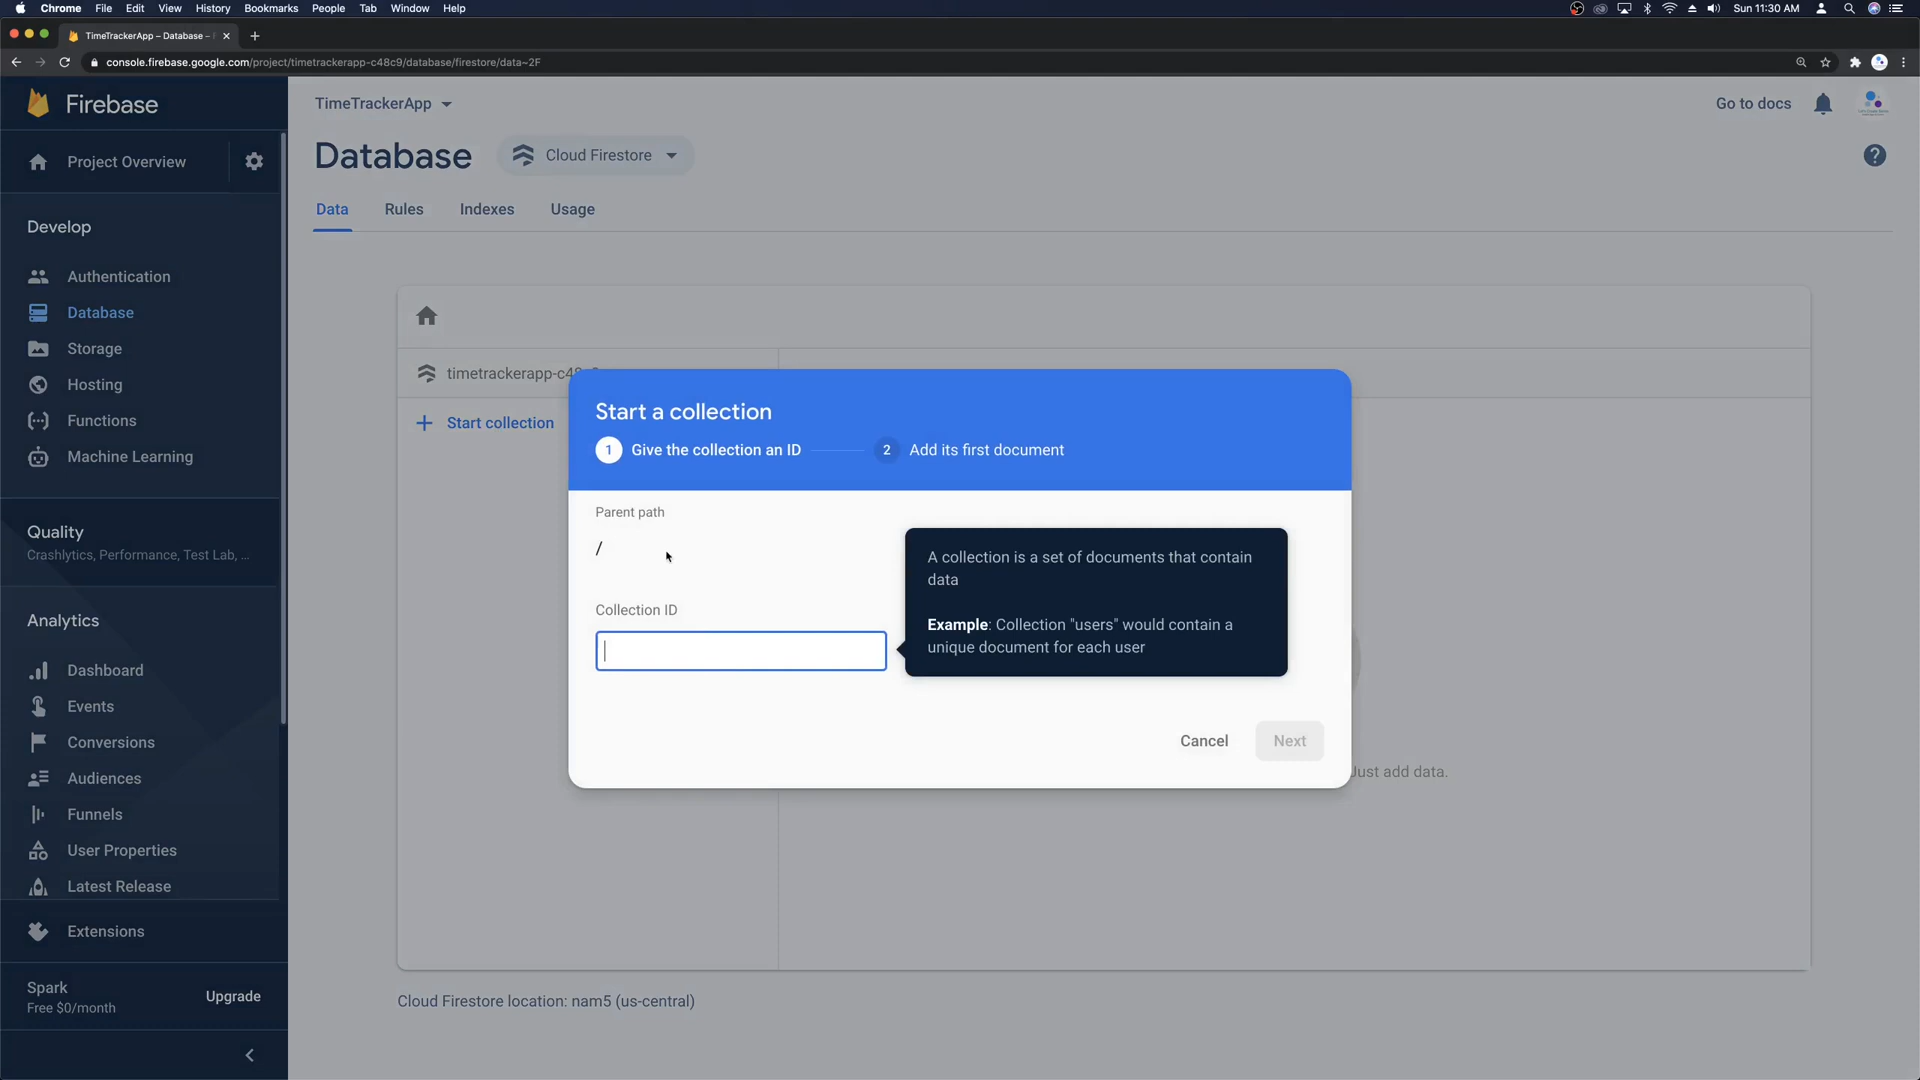 Chrome File Edit View History Bookmarks People Tab Window Help
Sun 11:30 AM
TimeTrackerApp – Database –
console.firebase.google.com/project/timetrackerapp-c48c9/database/firestore/data~2F
Firebase
TimeTrackerApp
Go to docs
Project Overview
Database
Cloud Firestore
Data Rules Indexes Usage
Develop
Authentication
Database
Storage
Hosting
Functions
Machine Learning
Quality
Crashlytics, Performance, Test Lab, ...
Analytics
Dashboard
Events
Conversions
Audiences
Funnels
User Properties
Latest Release
Extensions
Spark
Free $0/month
Upgrade
+ Start collection
Start a collection
1 Give the collection an ID
2 Add its first document
Parent path
/
Collection ID
A collection is a set of documents that contain
data
Example: Collection "users" would contain a
unique document for each user
Cancel
Next
Just add data.
Cloud Firestore location: nam5 (us-central)